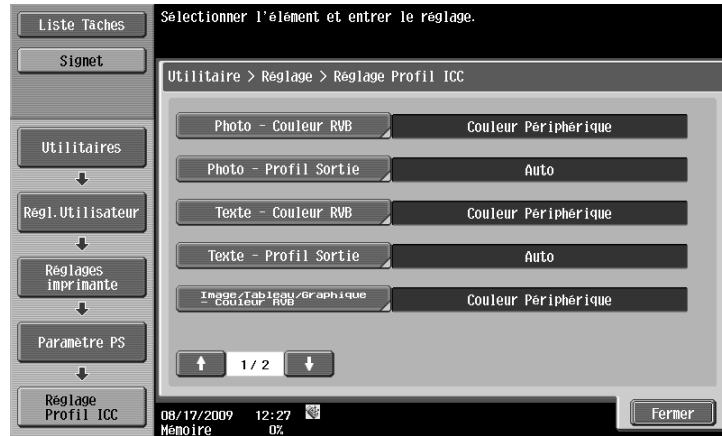 Liste Tâches
Signet
Utilitaires
Régl.Utilisateur
Réglages
imprimante
Paramètre PS
Réglage
Profil ICC
Sélectionner l'élément et entrer le réglage.
Utilitaire > Réglage > Réglage Profil ICC
Photo - Couleur RVB
Couleur Périphérique
Photo - Profil Sortie
Auto
Texte - Couleur RVB
Couleur Périphérique
Texte - Profil Sortie
Auto
Image/Tableau/Graphique
- Couleur RVB
Couleur Périphérique
1/ 2
08/17/2009 12:27
Mémoire 0%
Fermer